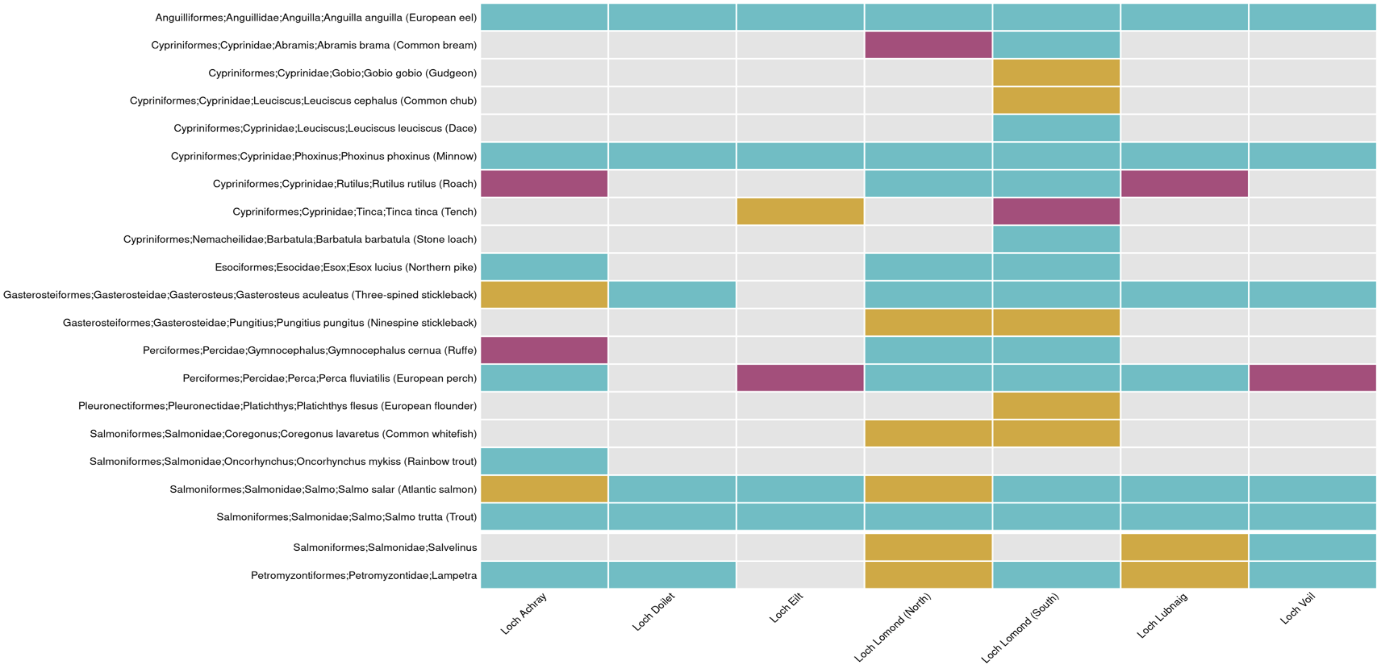 Anguilliformes;Anguillidae;Anguilla;Anguilla anguilla (European eel)
Cypriniformes;Cyprinidae;Abramis;Abramis brama (Common bream)
Cypriniformes;Cyprinidae;Gobio;Gobio gobio (Gudgeon)
Cypriniformes;Cyprinidae;Leuciscus;Leuciscus cephalus (Common chub)
Cypriniformes;Cyprinidae;Leuciscus;Leuciscus leuciscus (Dace)
Cypriniformes;Cyprinidae;Phoxinus;Phoxinus phoxinus (Minnow)
Cypriniformes;Cyprinidae;Rutilus;Rutilus rutilus (Roach)
Cypriniformes;Cyprinidae;Tinca;Tinca tinca (Tench)
Cypriniformes;Nemacheilidae;Barbatula;Barbatula barbatula (Stone loach)
Esociformes;Esocidae;Esox;Esox lucius (Northern pike)
Gasterosteiformes;Gasterosteidae;Gasterosteus;Gasterosteus aculeatus (Three-spined stickleback)
Gasterosteiformes;Gasterosteidae;Pungitius;Pungitius pungitus (Ninespine stickleback)
Perciformes;Percidae;Gymnocephalus;Gymnocephalus cernua (Ruffe)
Perciformes;Percidae;Perca;Perca fluviatilis (European perch)
Pleuronectiformes;Pleuronectidae;Platichthys;Platichthys flesus (European flounder)
Salmoniformes;Salmonidae;Coregonus;Coregonus lavaretus (Common whitefish)
Salmoniformes;Salmonidae;Oncorhynchus;Oncorhynchus mykiss (Rainbow trout)
Salmoniformes;Salmonidae;Salmo;Salmo salar (Atlantic salmon)
Salmoniformes;Salmonidae;Salmo;Salmo trutta (Trout)
Salmoniformes;Salmonidae;Salvelinus
Petromyzontiformes;Petromyzontidae;Lampetra
Loch Achray
Loch Doilet
Loch Eilt
Loch Lomond (North)
Loch Lomond (South)
Loch Lubnaig
Loch Voil